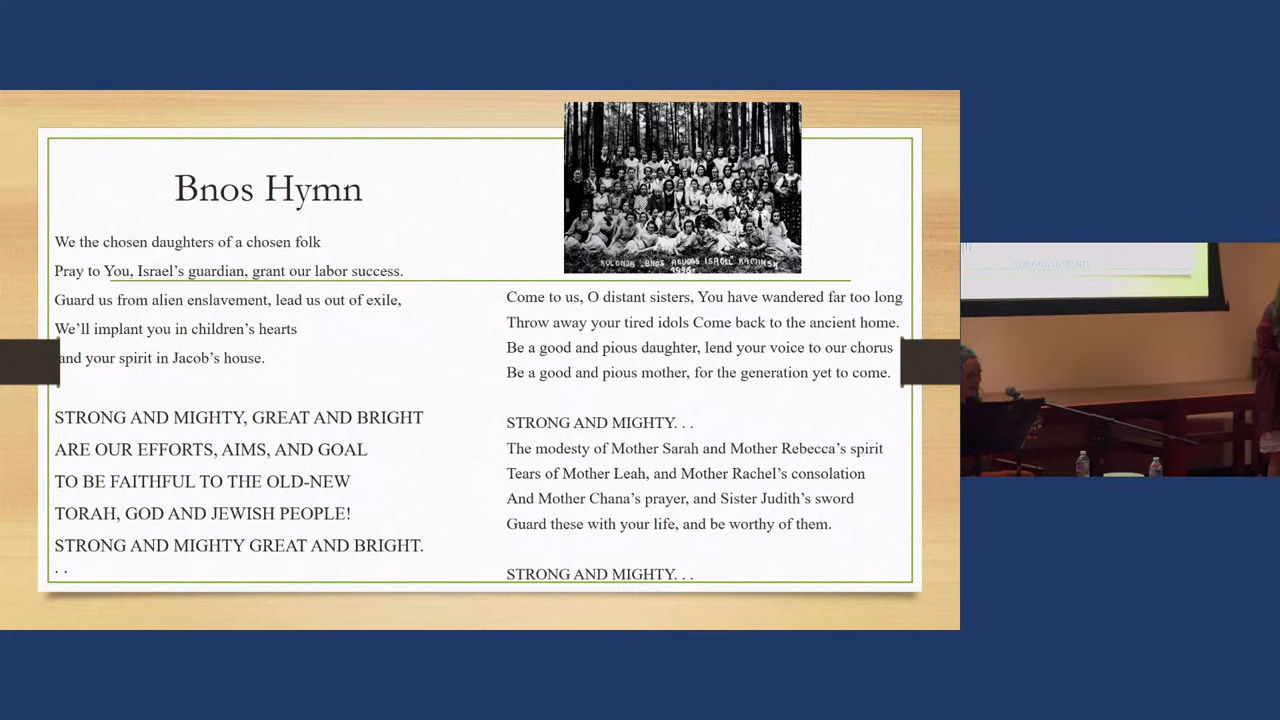 Bnos Hymn
We the chosen daughters of a chosen folk
Pray to You, Israel’s guardian, grant our labor success.
Guard us from alien enslavement, lead us out of exile,
We’ll implant you in children’s hearts
and your spirit in Jacob’s house.
STRONG AND MIGHTY, GREAT AND BRIGHT
ARE OUR EFFORTS, AIMS, AND GOAL
TO BE FAITHFUL TO THE OLD-NEW
TORAH, GOD AND JEWISH PEOPLE!
STRONG AND MIGHTY GREAT AND BRIGHT.
. .
KOLONJA BNOS AGUDAS ISRAEL KAMINSK
Come to us, O distant sisters, You have wandered far too long
Throw away your tired idols Come back to the ancient home.
Be a good and pious daughter, lend your voice to our chorus
Be a good and pious mother, for the generation yet to come.
STRONG AND MIGHTY. . .
The modesty of Mother Sarah and Mother Rebecca’s spirit
Tears of Mother Leah, and Mother Rachel’s consolation
And Mother Chana’s prayer, and Sister Judith’s sword
Guard these with your life, and be worthy of them.
STRONG AND MIGHTY. . .